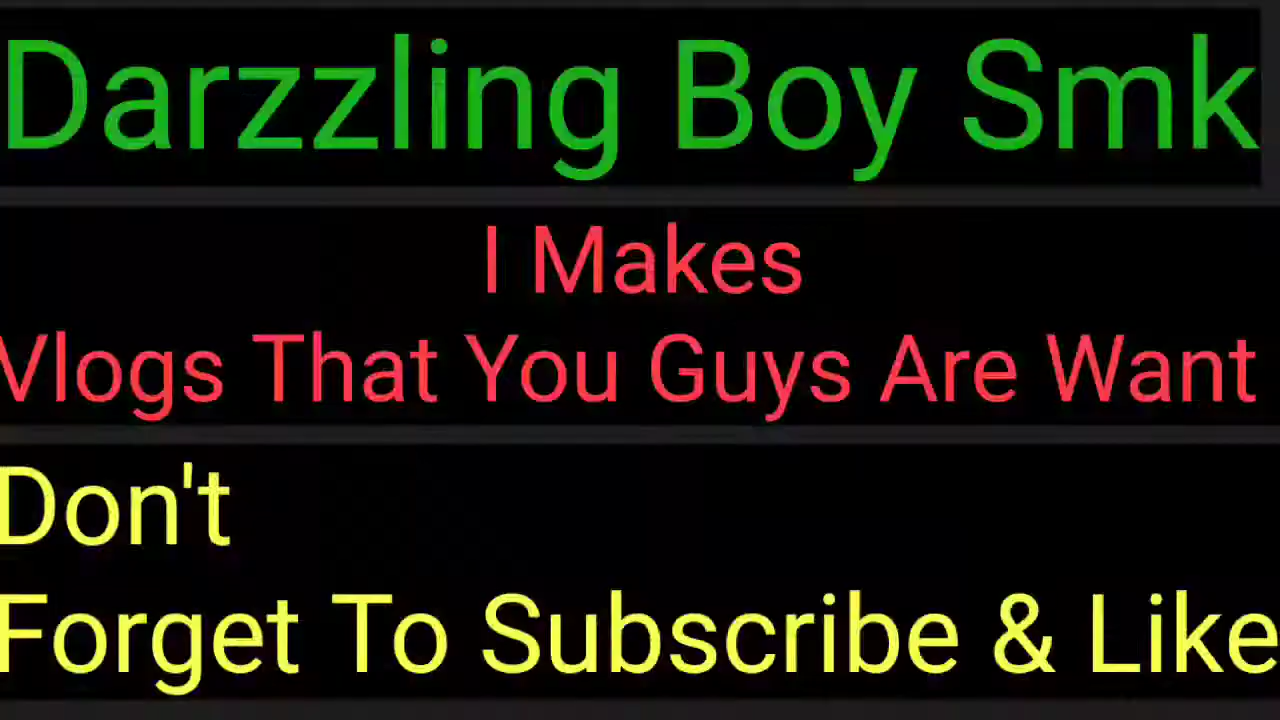 Darzzling Boy Smk
I Makes
Vlogs That You Guys Are Want
Don't
Forget To Subscribe & Like